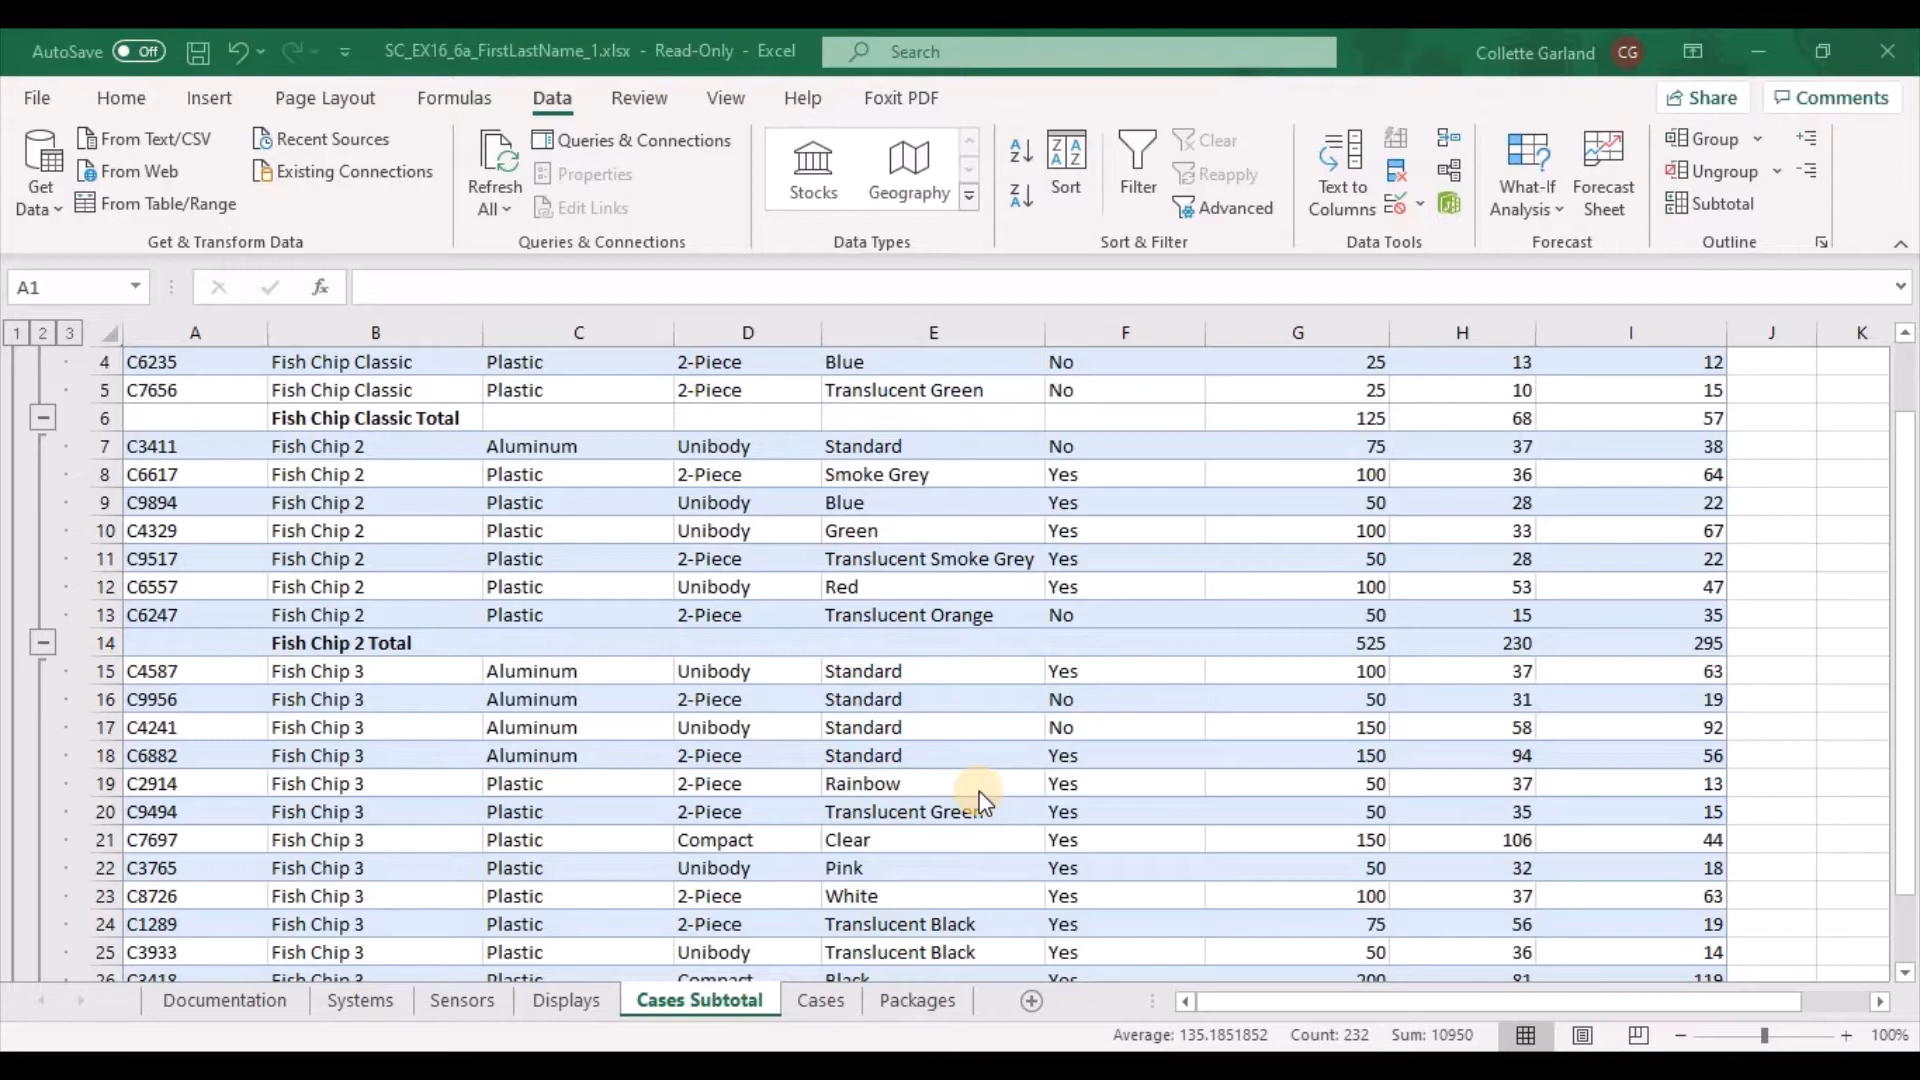 AutoSave Off SC_EX16_6a_FirstLastName_1.xlsx - Read-Only - Excel Search Collette Garland CG
File Home Insert Page Layout Formulas Data Review View Help Foxit PDF Share Comments
Get Data From Text/CSV From Web From Table/Range Recent Sources Existing Connections
Get & Transform Data
Refresh All Queries & Connections Properties Edit Links
Queries & Connections
Stocks Geography
Data Types
Sort Filter Clear Reapply Advanced
Sort & Filter
Text to Columns
Data Tools
What-If Analysis Forecast Sheet
Forecast
Group Ungroup Subtotal
Outline
A1 fx
1 2 3 A B C D E F G H I J K
4 C6235 Fish Chip Classic Plastic 2-Piece Blue No 25 13 12
5 C7656 Fish Chip Classic Plastic 2-Piece Translucent Green No 25 10 15
6 Fish Chip Classic Total 125 68 57
7 C3411 Fish Chip 2 Aluminum Unibody Standard No 75 37 38
8 C6617 Fish Chip 2 Plastic 2-Piece Smoke Grey Yes 100 36 64
9 C9894 Fish Chip 2 Plastic Unibody Blue Yes 50 28 22
10 C4329 Fish Chip 2 Plastic Unibody Green Yes 100 33 67
11 C9517 Fish Chip 2 Plastic 2-Piece Translucent Smoke Grey Yes 50 28 22
12 C6557 Fish Chip 2 Plastic Unibody Red Yes 100 53 47
13 C6247 Fish Chip 2 Plastic 2-Piece Translucent Orange No 50 15 35
14 Fish Chip 2 Total 525 230 295
15 C4587 Fish Chip 3 Aluminum Unibody Standard Yes 100 37 63
16 C9956 Fish Chip 3 Aluminum 2-Piece Standard No 50 31 19
17 C4241 Fish Chip 3 Aluminum Unibody Standard No 150 58 92
18 C6882 Fish Chip 3 Aluminum 2-Piece Standard Yes 150 94 56
19 C2914 Fish Chip 3 Plastic 2-Piece Rainbow Yes 50 37 13
20 C9494 Fish Chip 3 Plastic 2-Piece Translucent Green Yes 50 35 15
21 C7697 Fish Chip 3 Plastic Compact Clear Yes 150 106 44
22 C3765 Fish Chip 3 Plastic Unibody Pink Yes 50 32 18
23 C8726 Fish Chip 3 Plastic 2-Piece White Yes 100 37 63
24 C1289 Fish Chip 3 Plastic 2-Piece Translucent Black Yes 75 56 19
25 C3933 Fish Chip 3 Plastic Unibody Translucent Black Yes 50 36 14
26 C3418 Fish Chip 3 Plastic Compact Black Yes 200 81 119
Documentation Systems Sensors Displays Cases Subtotal Cases Packages
Average: 135.1851852 Count: 232 Sum: 10950 100%